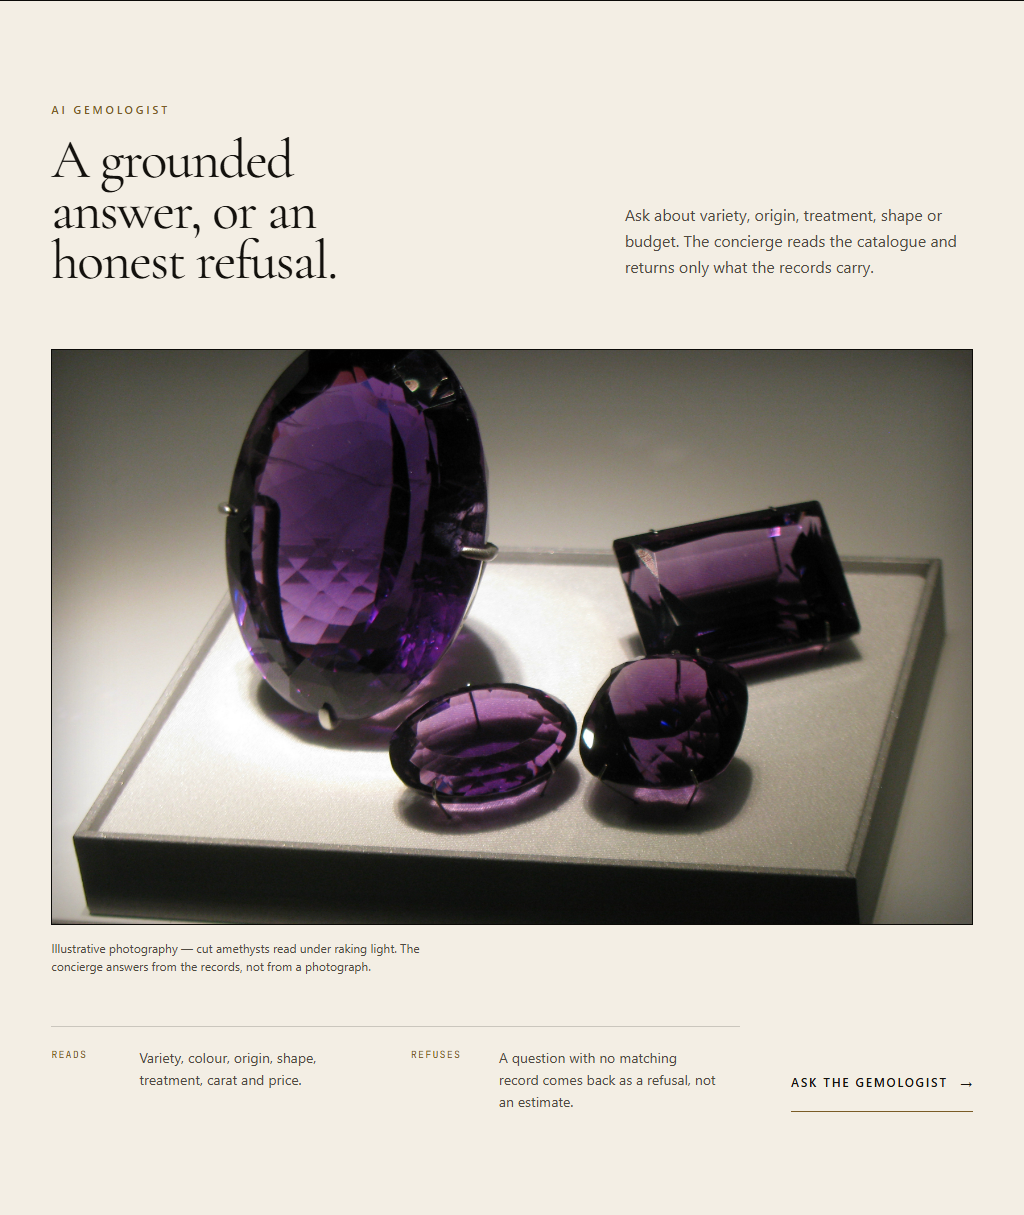 AI GEMOLOGIST
A grounded
answer, or an
honest refusal.
Ask about variety, origin, treatment, shape or
budget. The concierge reads the catalogue and
returns only what the records carry.
Illustrative photography — cut amethysts read under raking light. The
concierge answers from the records, not from a photograph.
READS
Variety, colour, origin, shape,
treatment, carat and price.
REFUSES
A question with no matching
record comes back as a refusal, not
an estimate.
ASK THE GEMOLOGIST →